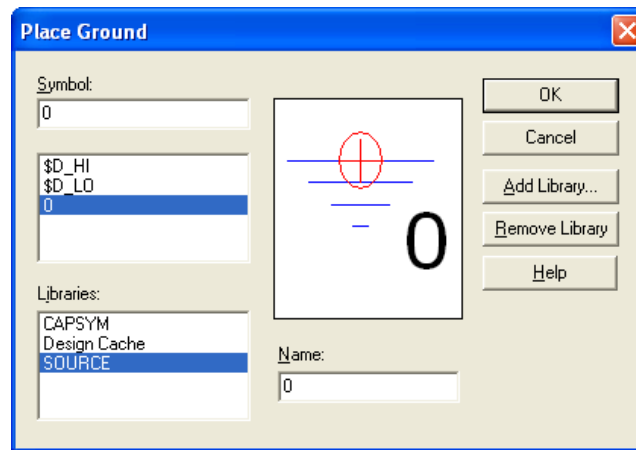 Place Ground
Symbol:
0
$D_HI
$D_LO
0
Libraries:
CAPSYM
Design Cache
SOURCE
0
Name:
0
OK
Cancel
Add Library...
Remove Library
Help